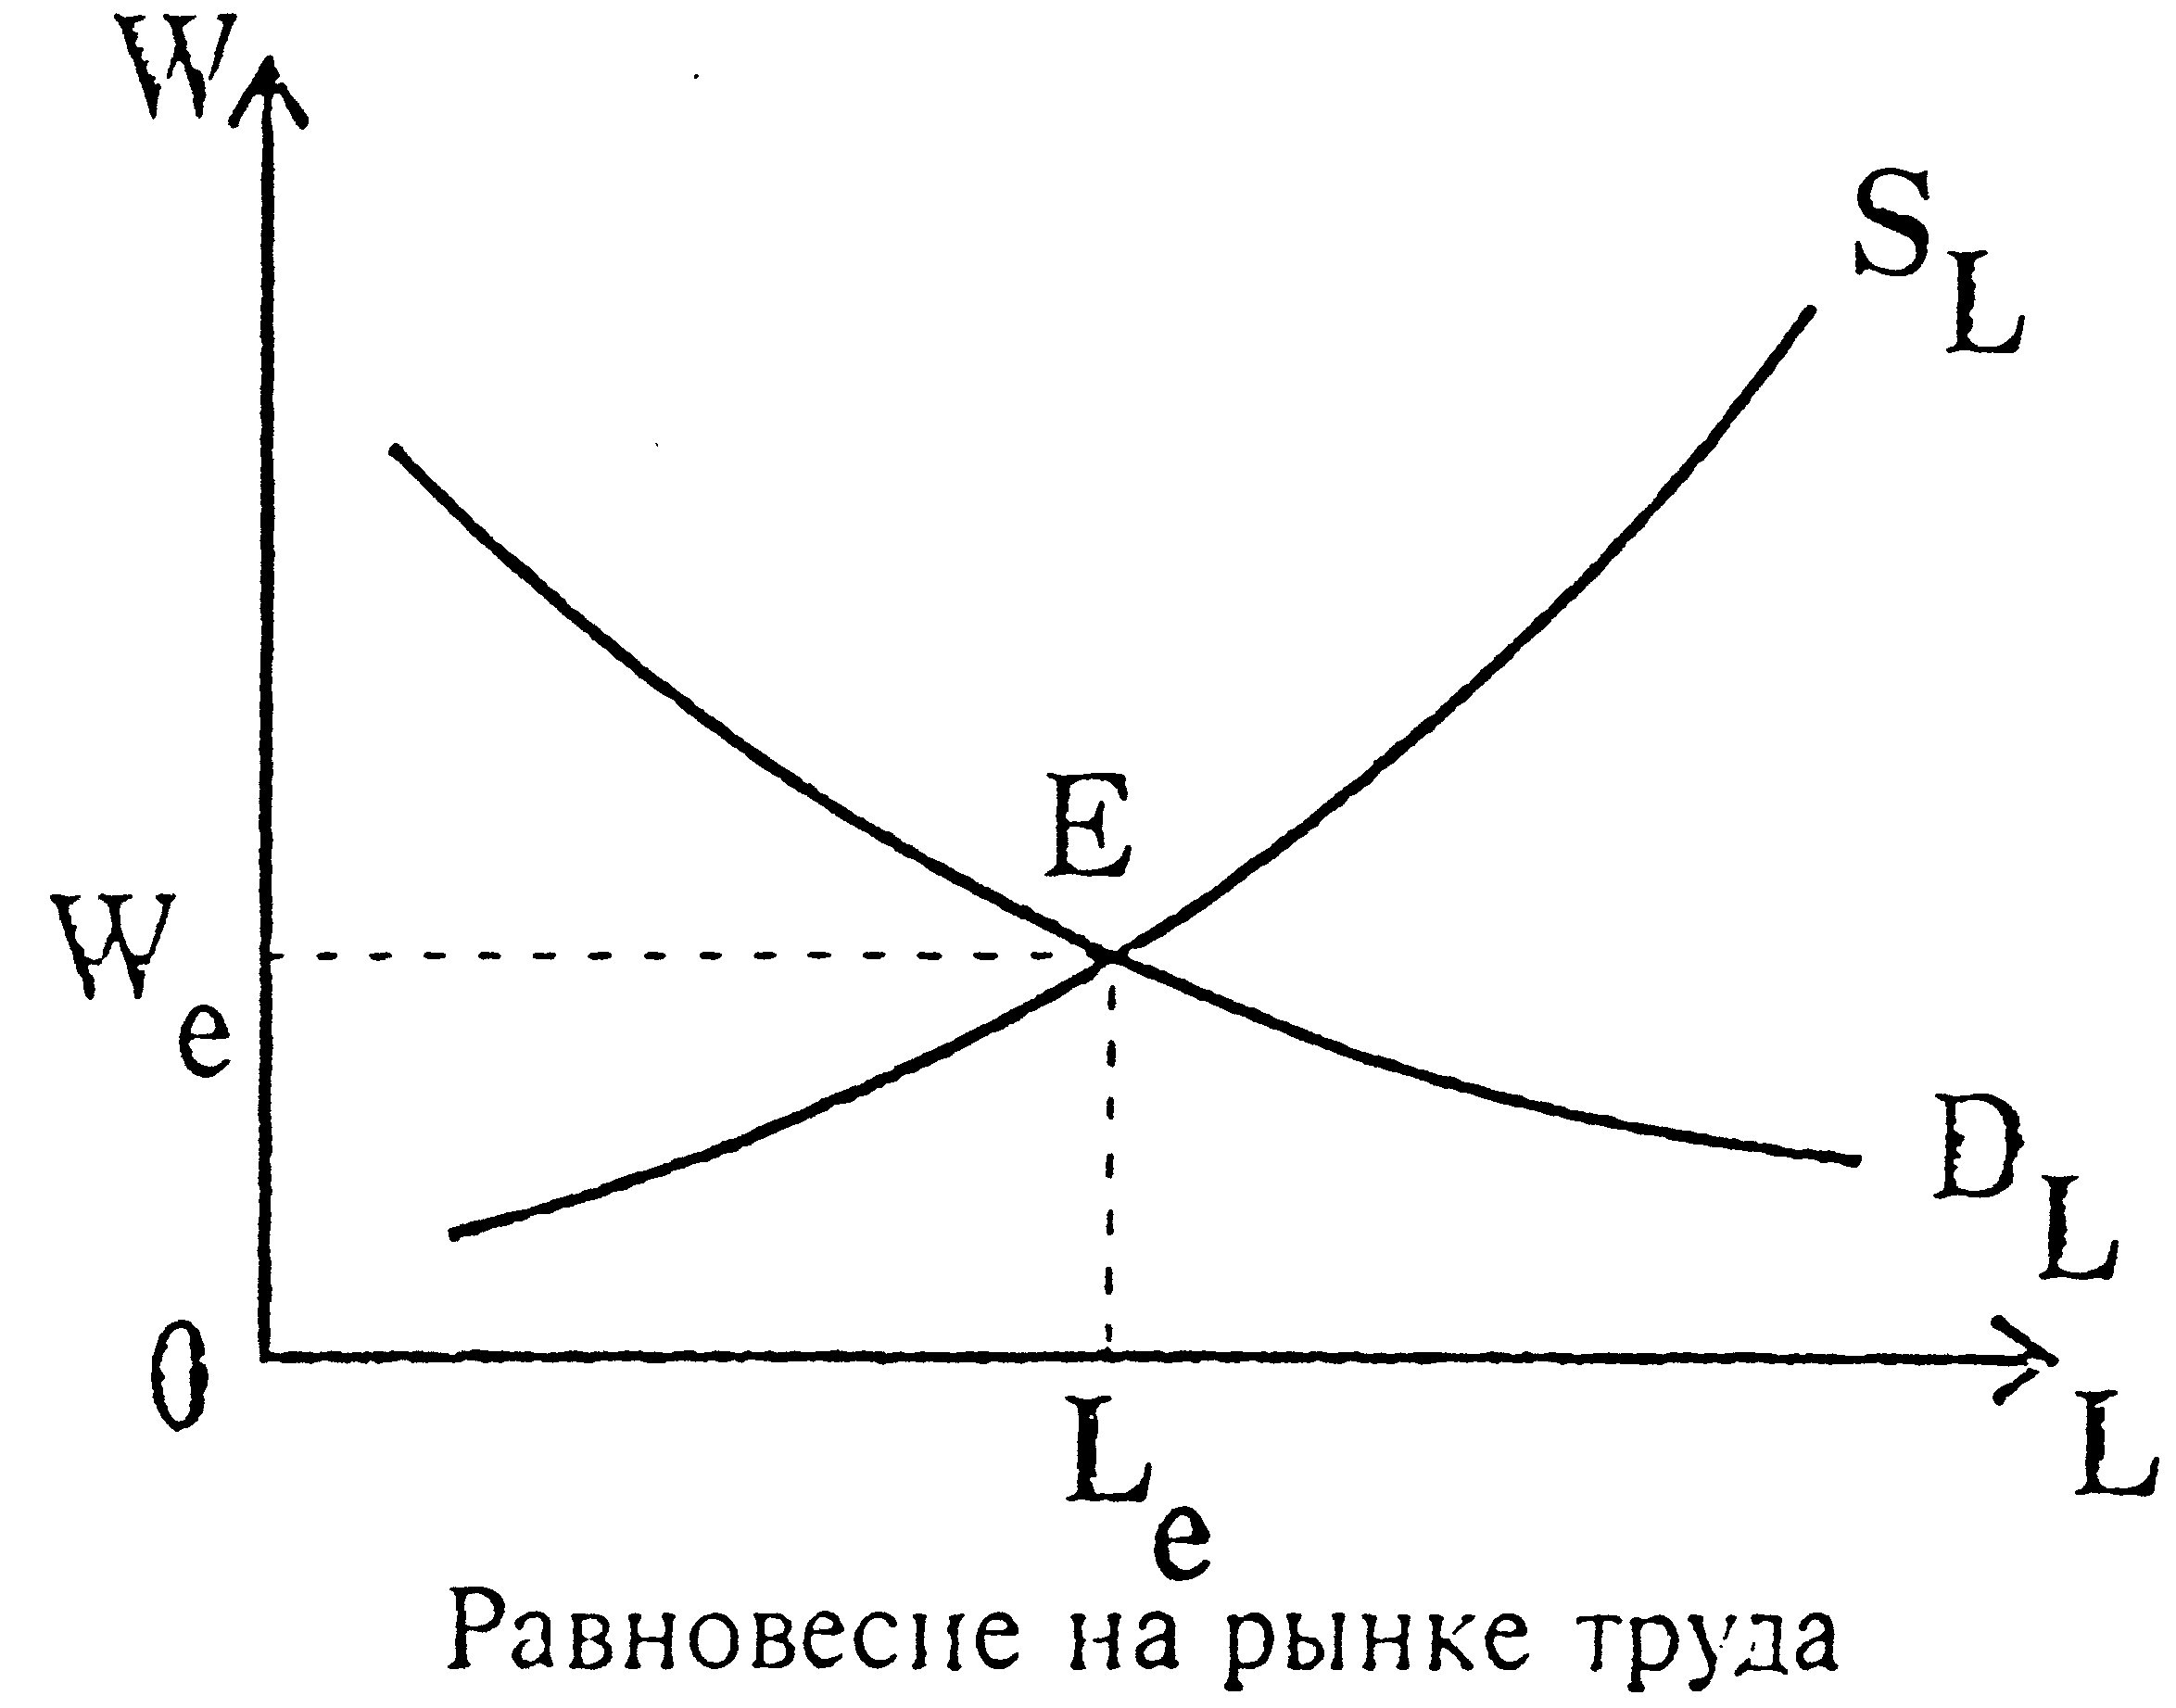 W
S_L
E
W_e
D_L
0
L_e
L
Равновесие на рынке труда